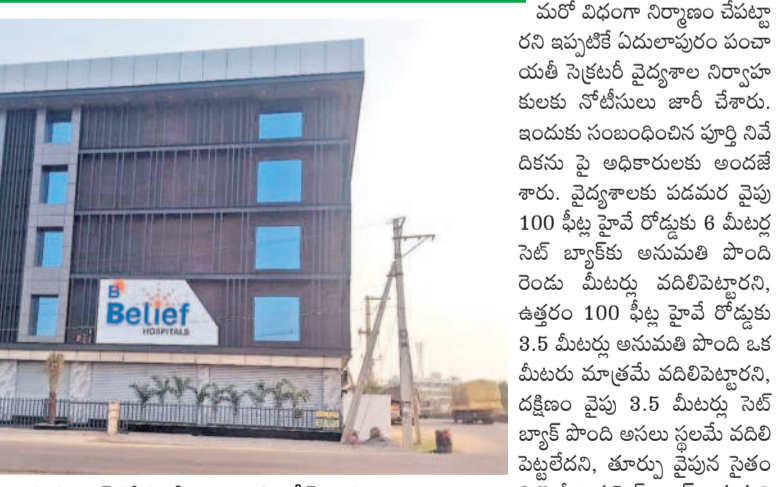 మరో విధంగా నిర్మాణం చేపట్టా
రని ఇప్పటికే ఏదులాపురం పంచా
యతీ సెక్రటరీ వైద్యశాల నిర్వాహ
కులకు నోటీసులు జారీ చేశారు.
ఇందుకు సంబంధించిన పూర్తి నివే
దికను పై అధికారులకు అందజే
శారు. వైద్యశాలకు పడమర వైపు
100 ఫీట్ల హైవే రోడ్డుకు 6 మీటర్ల
సెట్ బ్యాక్‌కు అనుమతి పొంది
రెండు మీటర్లు వదిలిపెట్టారని,
ఉత్తరం 100 ఫీట్ల హైవే రోడ్డుకు
3.5 మీటర్లు అనుమతి పొంది ఒక
మీటరు మాత్రమే వదిలిపెట్టారని,
దక్షిణం వైపు 3.5 మీటర్లు సెట్
బ్యాక్ పొంది అసలు స్థలమే వదిలి
పెట్టలేదని, తూర్పు వైపున సైతం
B
Belief
HOSPITALS